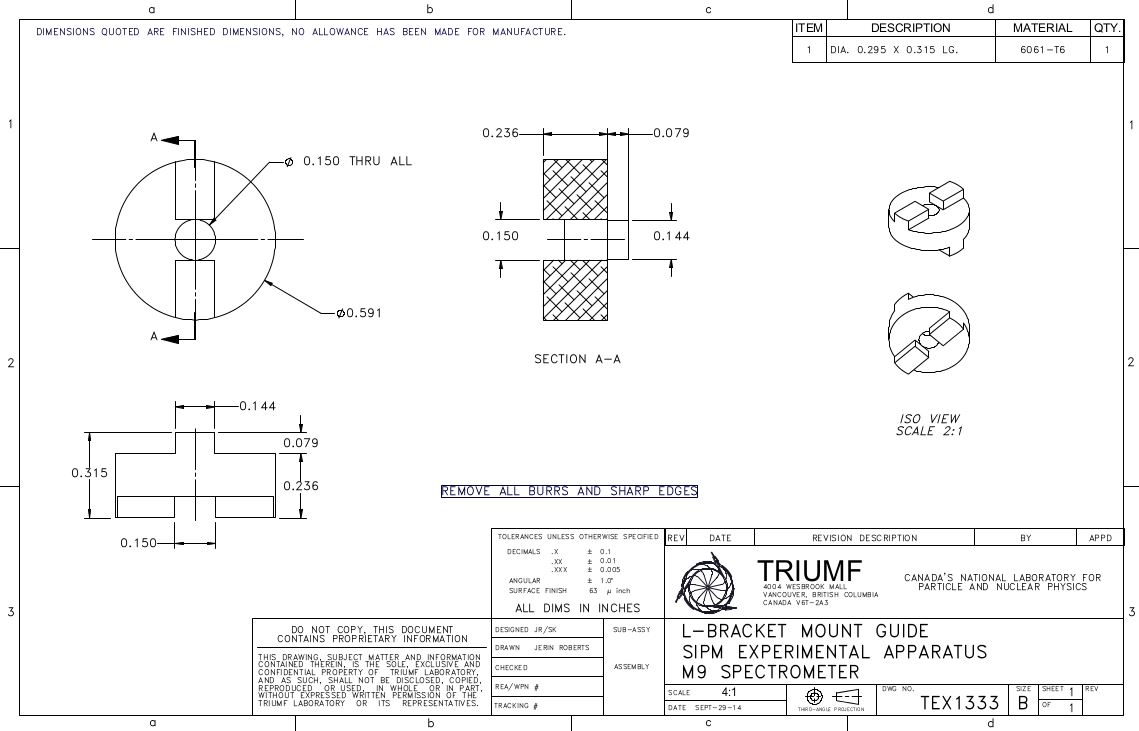 a b c d
DIMENSIONS QUOTED ARE FINISHED DIMENSIONS, NO ALLOWANCE HAS BEEN MADE FOR MANUFACTURE.
ITEM DESCRIPTION MATERIAL QTY.
1 DIA. 0.295 X 0.315 LG. 6061-T6 1
1 1
A
Ø 0.150 THRU ALL
Ø0.591
A
0.236 0.079
0.150 0.144
SECTION A-A
2 2
ISO VIEW
SCALE 2:1
0.144
0.079
0.315
0.236
0.150
REMOVE ALL BURRS AND SHARP EDGES
TOLERANCES UNLESS OTHERWISE SPECIFIED
DECIMALS .X ± 0.1
.XX ± 0.01
.XXX ± 0.005
ANGULAR ± 1.0°
SURFACE FINISH 63 µ inch
ALL DIMS IN INCHES
REV DATE REVISION DESCRIPTION BY APPD
TRIUMF
4004 WESBROOK MALL
VANCOUVER, BRITISH COLUMBIA
CANADA V6T-2A3
CANADA'S NATIONAL LABORATORY FOR
PARTICLE AND NUCLEAR PHYSICS
3 3
DO NOT COPY, THIS DOCUMENT
CONTAINS PROPRIETARY INFORMATION
THIS DRAWING, SUBJECT MATTER AND INFORMATION
CONTAINED THEREIN, IS THE SOLE, EXCLUSIVE AND
CONFIDENTIAL PROPERTY OF TRIUMF LABORATORY,
AND AS SUCH, SHALL NOT BE DISCLOSED, COPIED,
REPRODUCED OR USED, IN WHOLE OR IN PART,
WITHOUT EXPRESSED WRITTEN PERMISSION OF THE
TRIUMF LABORATORY OR ITS REPRESENTATIVES.
DESIGNED JR/SK
DRAWN JERIN ROBERTS
CHECKED
REA/WPN #
TRACKING #
SUB-ASSY
ASSEMBLY
L-BRACKET MOUNT GUIDE
SIPM EXPERIMENTAL APPARATUS
M9 SPECTROMETER
SCALE 4:1
DATE SEPT-29-14
THIRD-ANGLE PROJECTION
DWG NO.
TEX1333
SIZE
B
SHEET 1
OF 1
REV
a b c d